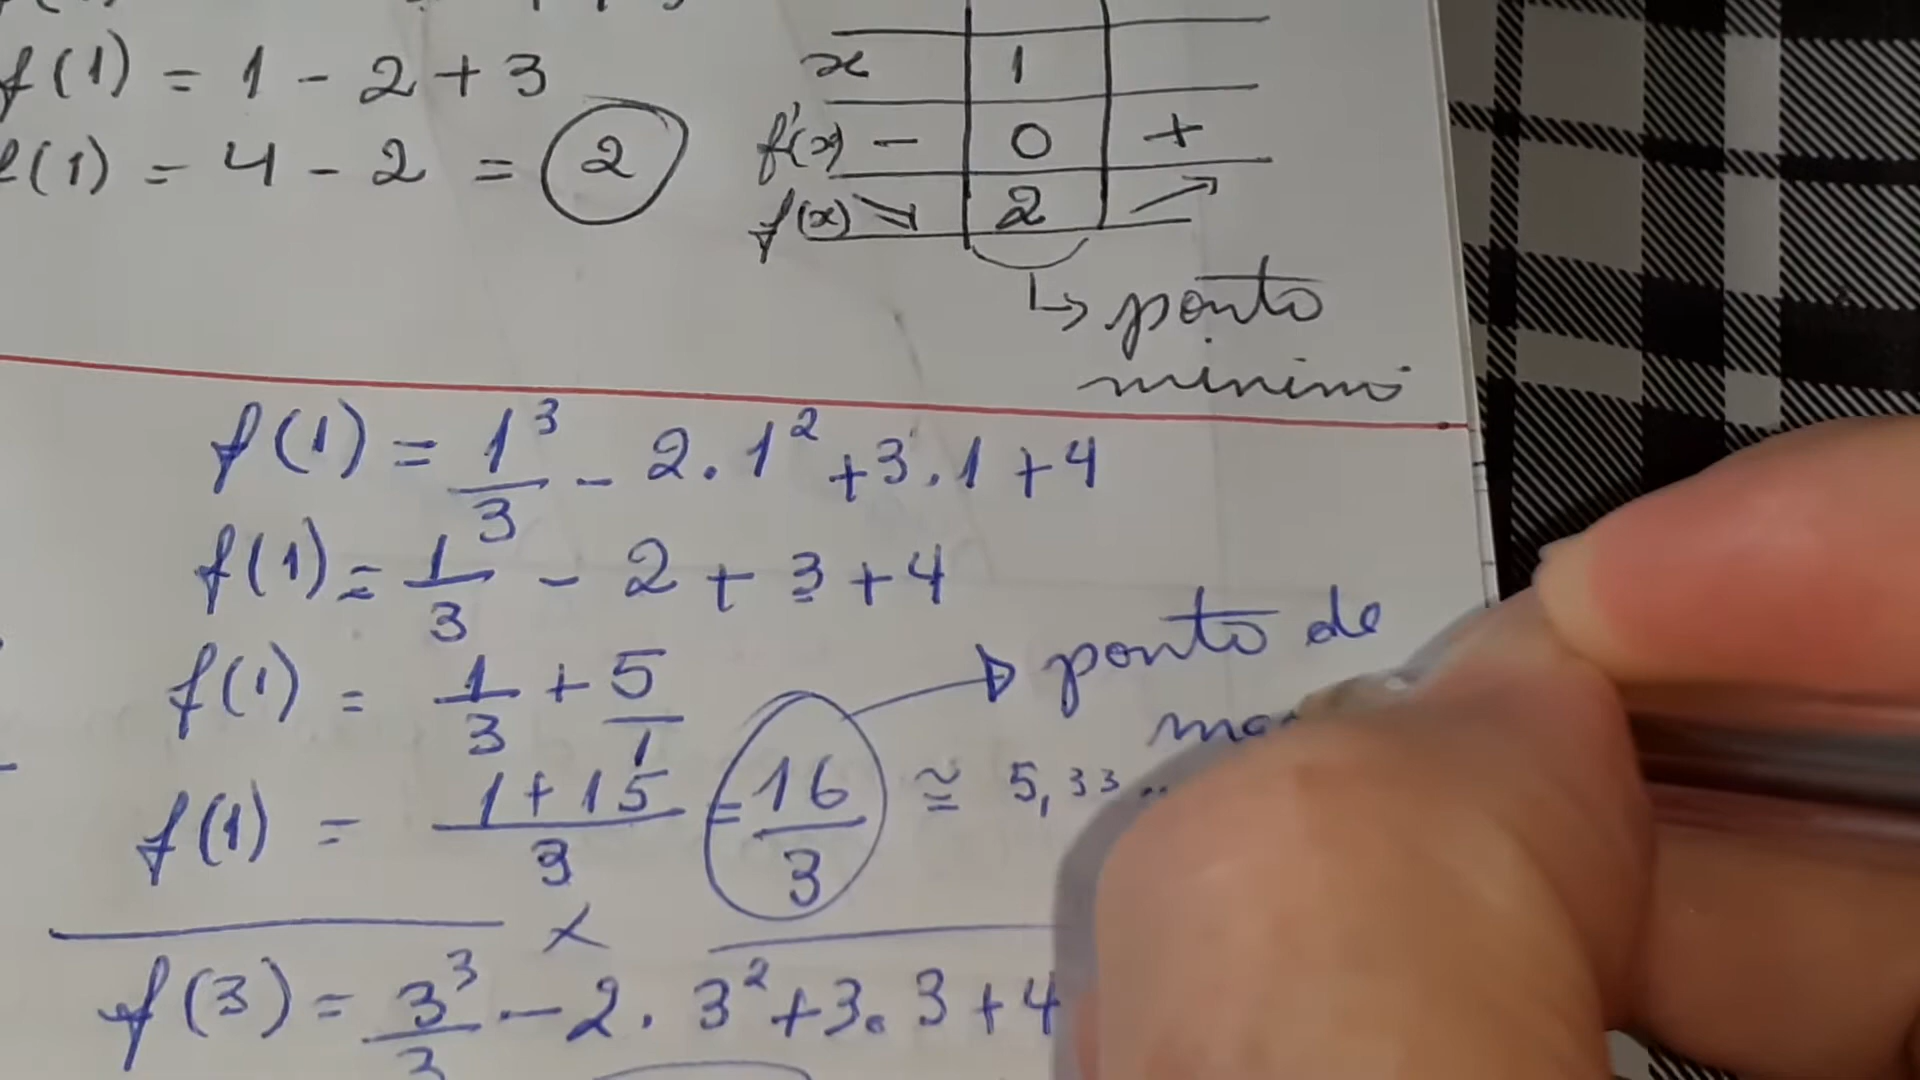 f(1) = 1 - 2 + 3
f(1) = 4 - 2 = 2
x 1
f'(x) - 0 +
f(x) ↘ 2 ↗
↳ ponto
mínimo
f(1) = 1³/3 - 2 . 1² + 3 . 1 + 4
f(1) = 1/3 - 2 + 3 + 4
f(1) = 1/3 + 5/1
ponto de
f(1) = (1 + 15)/3 = 16/3 ≅ 5,33...
x
f(3) = 3³/3 - 2 . 3² + 3 . 3 + 4